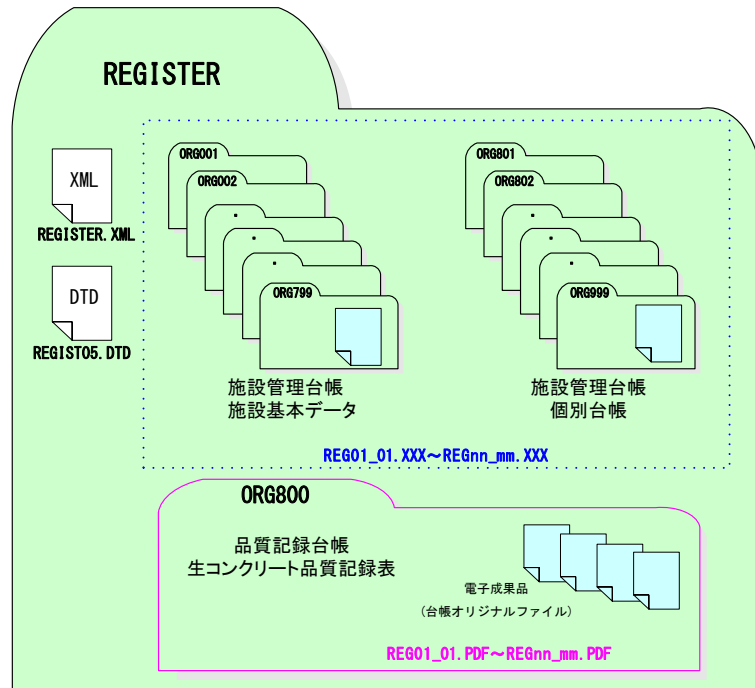 REGISTER
XML
REGISTER.XML
DTD
REGIST05.DTD
ORG001
ORG002
・
・
・
ORG799
施設管理台帳
施設基本データ
ORG801
ORG802
・
・
・
ORG999
施設管理台帳
個別台帳
REG01_01.XXX～REGnn_mm.XXX
ORG800
品質記録台帳
生コンクリート品質記録表
電子成果品
(台帳オリジナルファイル)
REG01_01.PDF～REGnn_mm.PDF